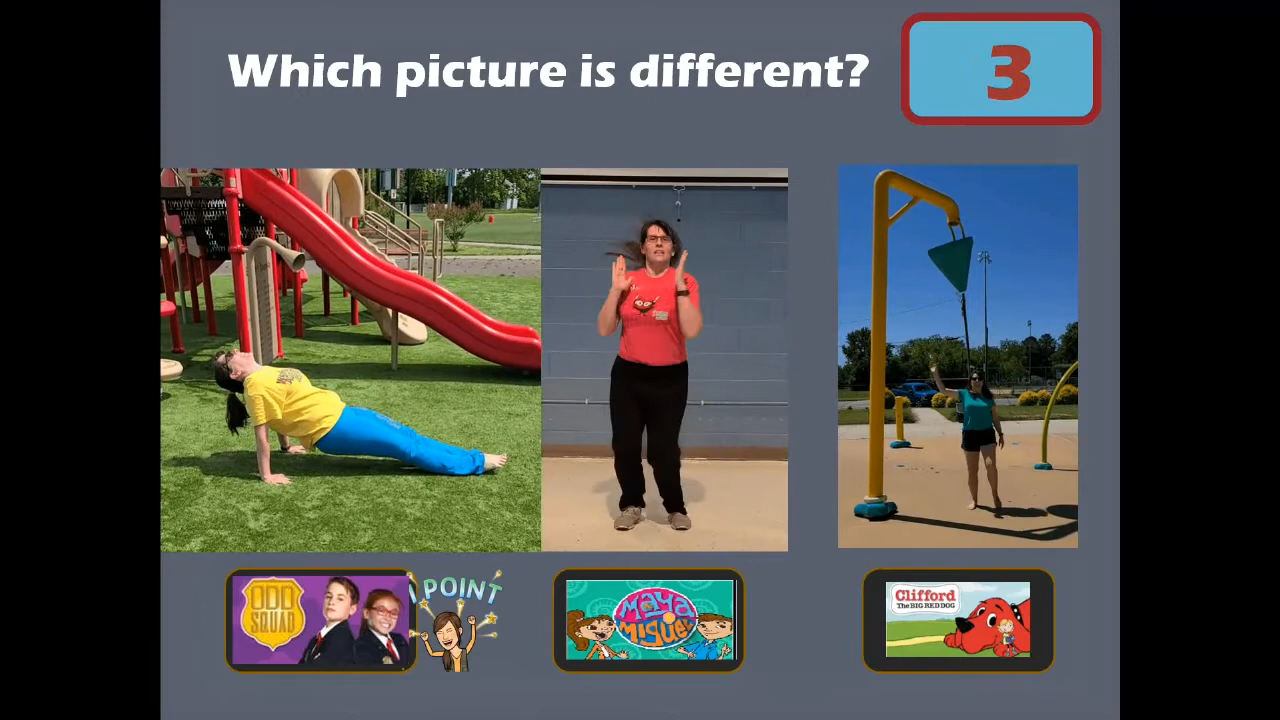 Which picture is different?
3
ODD
SQUAD
1 POINT
MAYA
&
MIGUEL
Clifford
THE BIG RED DOG